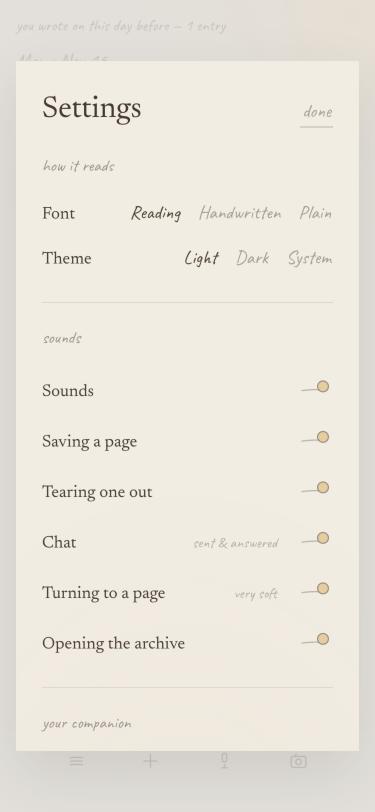 you wrote on this day before — 1 entry
Settings
done
how it reads
Font Reading Handwritten Plain
Theme Light Dark System
sounds
Sounds
Saving a page
Tearing one out
Chat sent & answered
Turning to a page very soft
Opening the archive
your companion